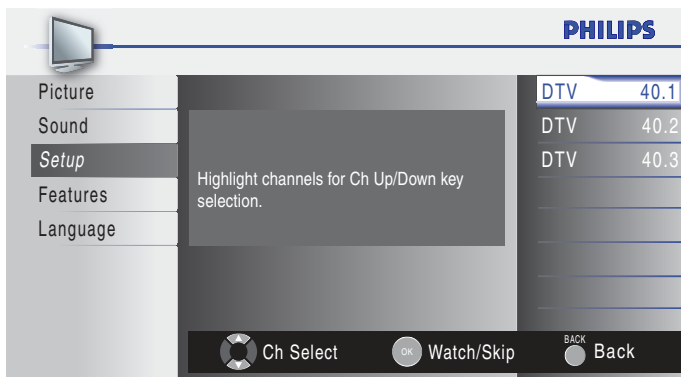 PHILIPS
Picture
Sound
Setup
Features
Language
Highlight channels for Ch Up/Down key
selection.
DTV 40.1
DTV 40.2
DTV 40.3
Ch Select
OK Watch/Skip
BACK Back